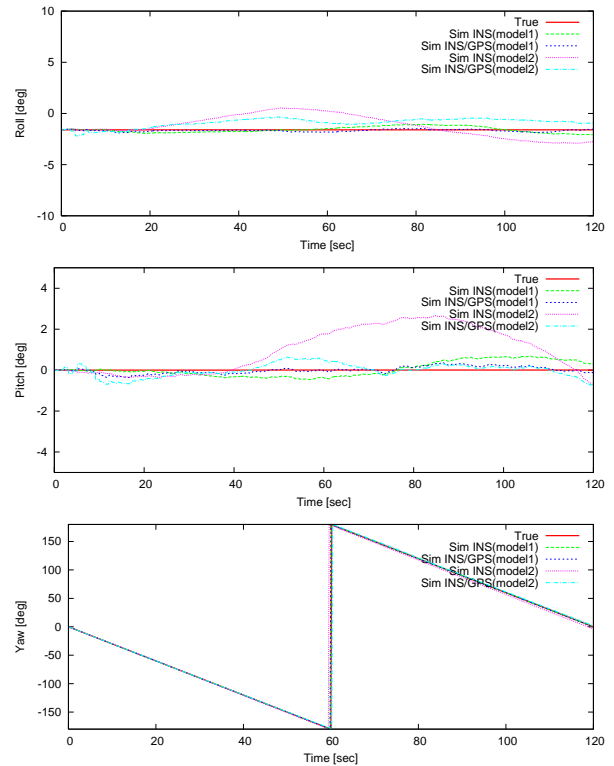 10
5
0
-5
-10
Roll [deg]
True
Sim INS(model1)
Sim INS/GPS(model1)
Sim INS(model2)
Sim INS/GPS(model2)
0 20 40 60 80 100 120
Time [sec]
4
2
0
-2
-4
Pitch [deg]
True
Sim INS(model1)
Sim INS/GPS(model1)
Sim INS(model2)
Sim INS/GPS(model2)
0 20 40 60 80 100 120
Time [sec]
150
100
50
0
-50
-100
-150
Yaw [deg]
True
Sim INS(model1)
Sim INS/GPS(model1)
Sim INS(model2)
Sim INS/GPS(model2)
0 20 40 60 80 100 120
Time [sec]